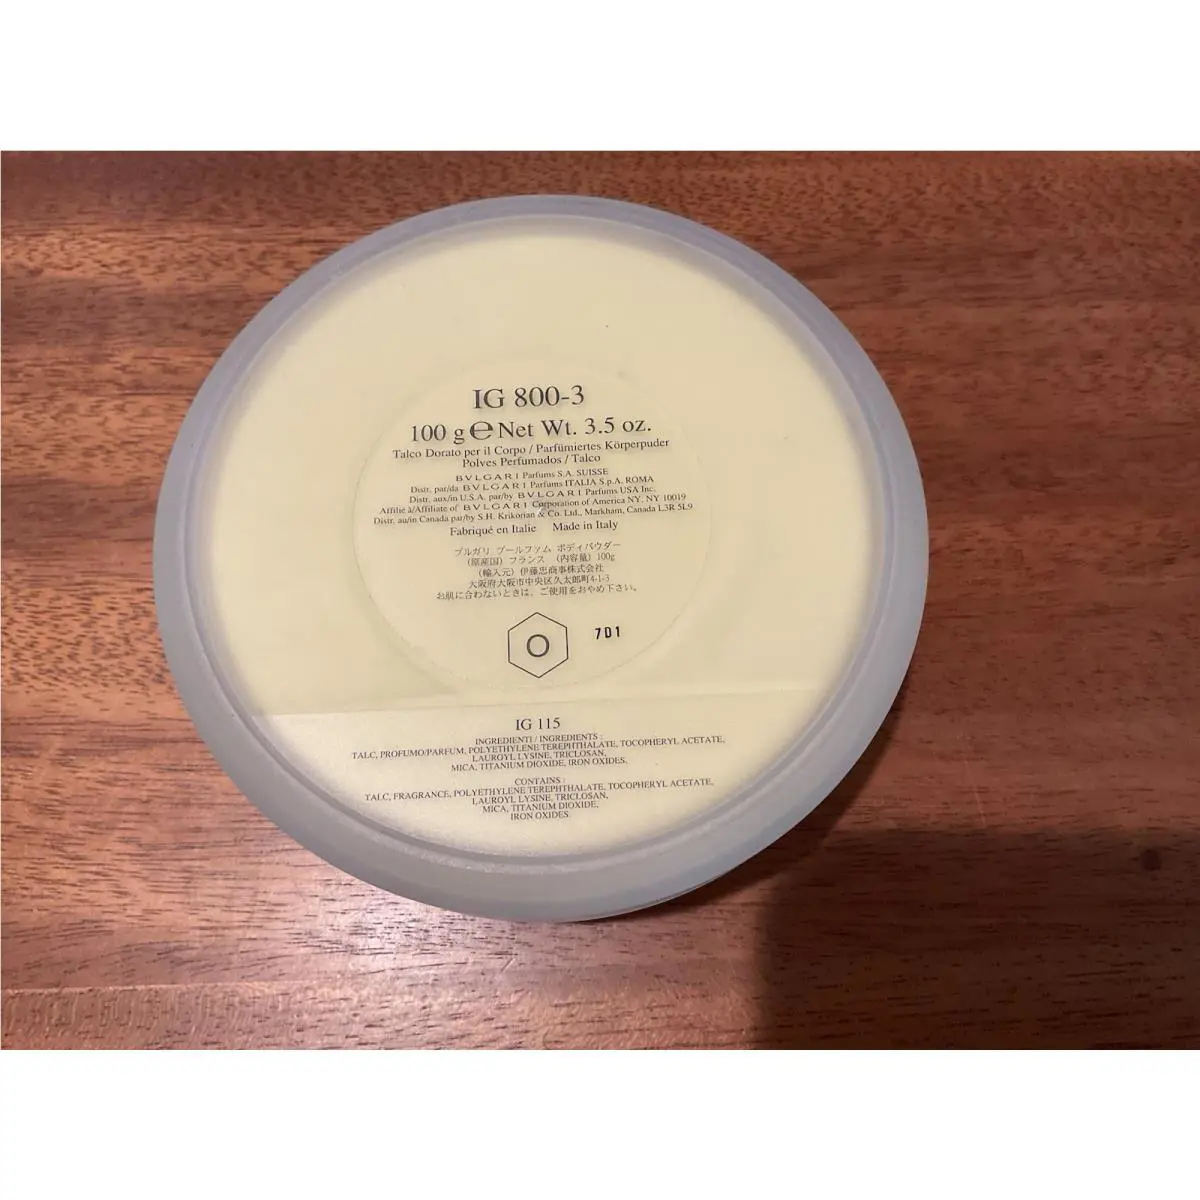 IG 800-3
100 g ℮ Net Wt. 3.5 oz.
Talco Dorato per il Corpo / Parfümiertes Körperpuder
Polves Perfumados / Talco
BVLGARI Parfums S.A. SUISSE
Distr. par/da BVLGARI Parfums ITALIA S.p.A. ROMA
Distr. aux/in U.S.A. par/by BVLGARI Parfums USA Inc.
Affilié à/Affiliate of BVLGARI Corporation of America NY. NY 10019
Distr. au/in Canada par/by S.H. Krikorian & Co. Ltd., Markham, Canada L3R 5L9
Fabriqué en Italie Made in Italy
ブルガリ プールファム ボディパウダー
(原産国) フランス (内容量) 100g
(輸入元) 伊藤忠商事株式会社
大阪府大阪市中央区久太郎町4-1-3
お肌に合わないときは、ご使用をおやめ下さい。
O 7D1
IG 115
INGREDIENTI / INGREDIENTS :
TALC, PROFUMO/PARFUM, POLYETHYLENE TEREPHTHALATE, TOCOPHERYL ACETATE,
LAUROYL LYSINE, TRICLOSAN,
MICA, TITANIUM DIOXIDE, IRON OXIDES.
CONTAINS :
TALC, FRAGRANCE, POLYETHYLENE TEREPHTHALATE, TOCOPHERYL ACETATE,
LAUROYL LYSINE, TRICLOSAN,
MICA, TITANIUM DIOXIDE,
IRON OXIDES.